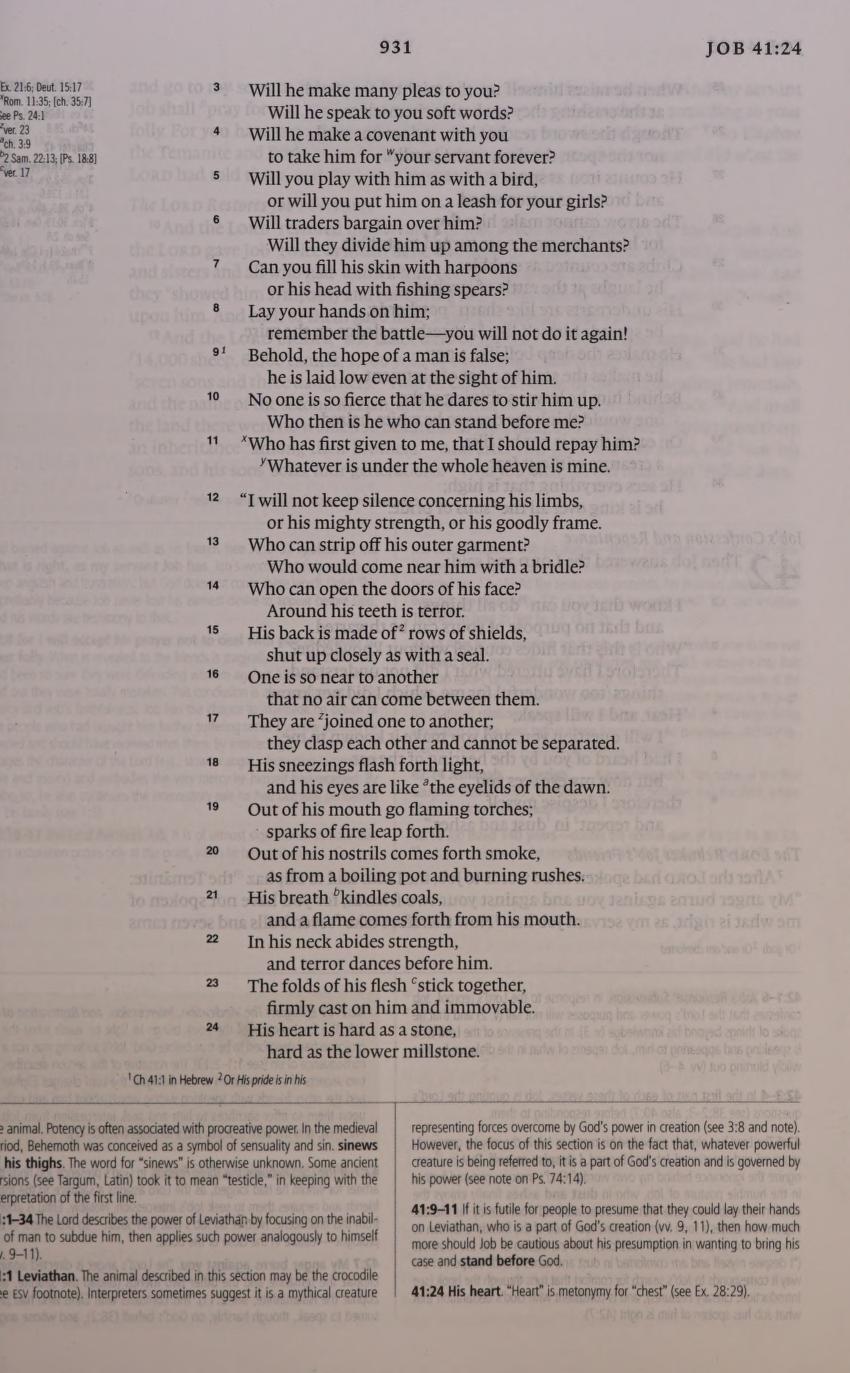 931
JOB 41:24
Ex. 21:6; Deut. 15:17
ˣRom. 11:35; [ch. 35:7]
See Ps. 24:1
ᶻver. 23
ᵃch. 3:9
ᵇ2 Sam. 22:13; [Ps. 18:8]
ᶜver. 17
3 Will he make many pleas to you?
Will he speak to you soft words?
4 Will he make a covenant with you
to take him for ʷyour servant forever?
5 Will you play with him as with a bird,
or will you put him on a leash for your girls?
6 Will traders bargain over him?
Will they divide him up among the merchants?
7 Can you fill his skin with harpoons
or his head with fishing spears?
8 Lay your hands on him;
remember the battle—you will not do it again!
9¹ Behold, the hope of a man is false;
he is laid low even at the sight of him.
10 No one is so fierce that he dares to stir him up.
Who then is he who can stand before me?
11 ˣWho has first given to me, that I should repay him?
ʸWhatever is under the whole heaven is mine.
12 “I will not keep silence concerning his limbs,
or his mighty strength, or his goodly frame.
13 Who can strip off his outer garment?
Who would come near him with a bridle?
14 Who can open the doors of his face?
Around his teeth is terror.
15 His back is made of² rows of shields,
shut up closely as with a seal.
16 One is so near to another
that no air can come between them.
17 They are ᶻjoined one to another;
they clasp each other and cannot be separated.
18 His sneezings flash forth light,
and his eyes are like ᵃthe eyelids of the dawn.
19 Out of his mouth go flaming torches;
sparks of fire leap forth.
20 Out of his nostrils comes forth smoke,
as from a boiling pot and burning rushes.
21 His breath ᵇkindles coals,
and a flame comes forth from his mouth.
22 In his neck abides strength,
and terror dances before him.
23 The folds of his flesh ᶜstick together,
firmly cast on him and immovable.
24 His heart is hard as a stone,
hard as the lower millstone.
¹ Ch 41:1 in Hebrew ² Or His pride is in his
animal. Potency is often associated with procreative power. In the medieval
riod, Behemoth was conceived as a symbol of sensuality and sin. sinews
his thighs. The word for “sinews” is otherwise unknown. Some ancient
rsions (see Targum, Latin) took it to mean “testicle,” in keeping with the
erpretation of the first line.
:1–34 The Lord describes the power of Leviathan by focusing on the inabil-
of man to subdue him, then applies such power analogously to himself
. 9–11).
:1 Leviathan. The animal described in this section may be the crocodile
e ESV footnote). Interpreters sometimes suggest it is a mythical creature
representing forces overcome by God’s power in creation (see 3:8 and note).
However, the focus of this section is on the fact that, whatever powerful
creature is being referred to, it is a part of God’s creation and is governed by
his power (see note on Ps. 74:14).
41:9–11 If it is futile for people to presume that they could lay their hands
on Leviathan, who is a part of God’s creation (vv. 9, 11), then how much
more should Job be cautious about his presumption in wanting to bring his
case and stand before God.
41:24 His heart. “Heart” is metonymy for “chest” (see Ex. 28:29).